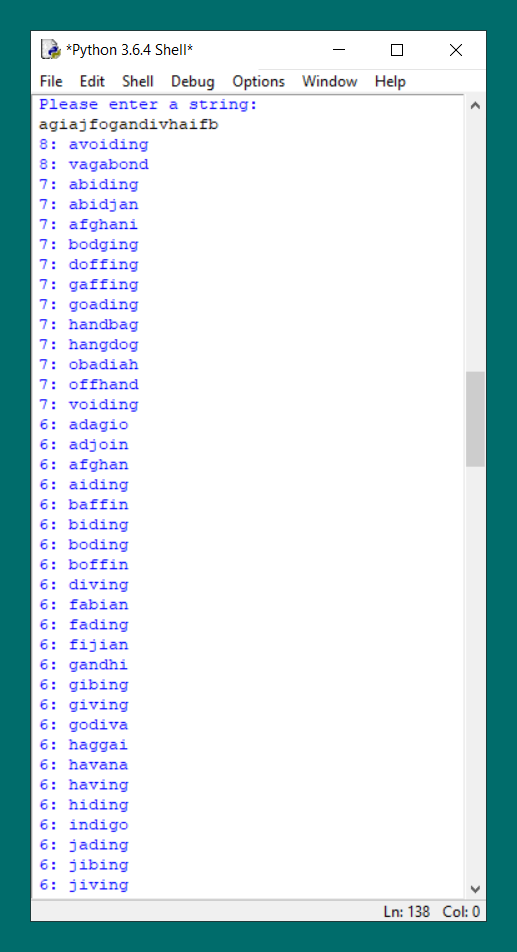 *Python 3.6.4 Shell*
File Edit Shell Debug Options Window Help
Please enter a string:
agiajfogandivhaifb
8: avoiding
8: vagabond
7: abiding
7: abidjan
7: afghani
7: bodging
7: doffing
7: gaffing
7: goading
7: handbag
7: hangdog
7: obadiah
7: offhand
7: voiding
6: adagio
6: adjoin
6: afghan
6: aiding
6: baffin
6: biding
6: boding
6: boffin
6: diving
6: fabian
6: fading
6: fijian
6: gandhi
6: gibing
6: giving
6: godiva
6: haggai
6: havana
6: having
6: hiding
6: indigo
6: jading
6: jibing
6: jiving
Ln: 138 Col: 0